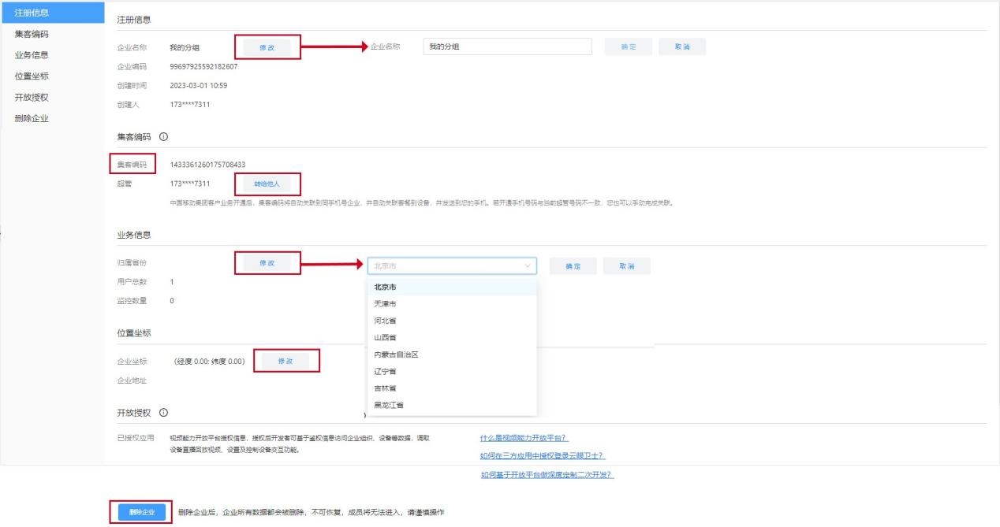 注册信息
集客编码
业务信息
位置坐标
开放授权
删除企业
注册信息
企业名称 我的分组 修改 企业名称 我的分组 确定 取消
企业编码 99697925592182607
创建时间 2023-03-01 10:59
创建人 173****7311
集客编码
集客编码 1433361260175708433
超管 173****7311 转给他人
中国移动集团客户业务开通后，集客编码将自动关联到同手机号企业，并自动关联套餐到设备，并发送到您的手机。若开通手机号码与当前超管号码不一致，您也可以手动完成关联。
业务信息
归属省份 修改 北京市 确定 取消
用户总数 1
监控数量 0
北京市
天津市
河北省
山西省
内蒙古自治区
辽宁省
吉林省
黑龙江省
位置坐标
企业坐标 （经度 0.00; 纬度 0.00） 修改
企业地址
开放授权
已授权应用 视频能力开放平台授权信息，授权后开发者可基于鉴权信息访问企业组织、设备等数据，调取
设备直播回放视频、设置及控制设备交互功能。
什么是视频能力开放平台？
如何在三方应用中授权登录云眼卫士？
如何基于开放平台做深度定制二次开发？
删除企业 删除企业后，企业所有数据都会被删除，不可恢复，成员将无法进入，请谨慎操作